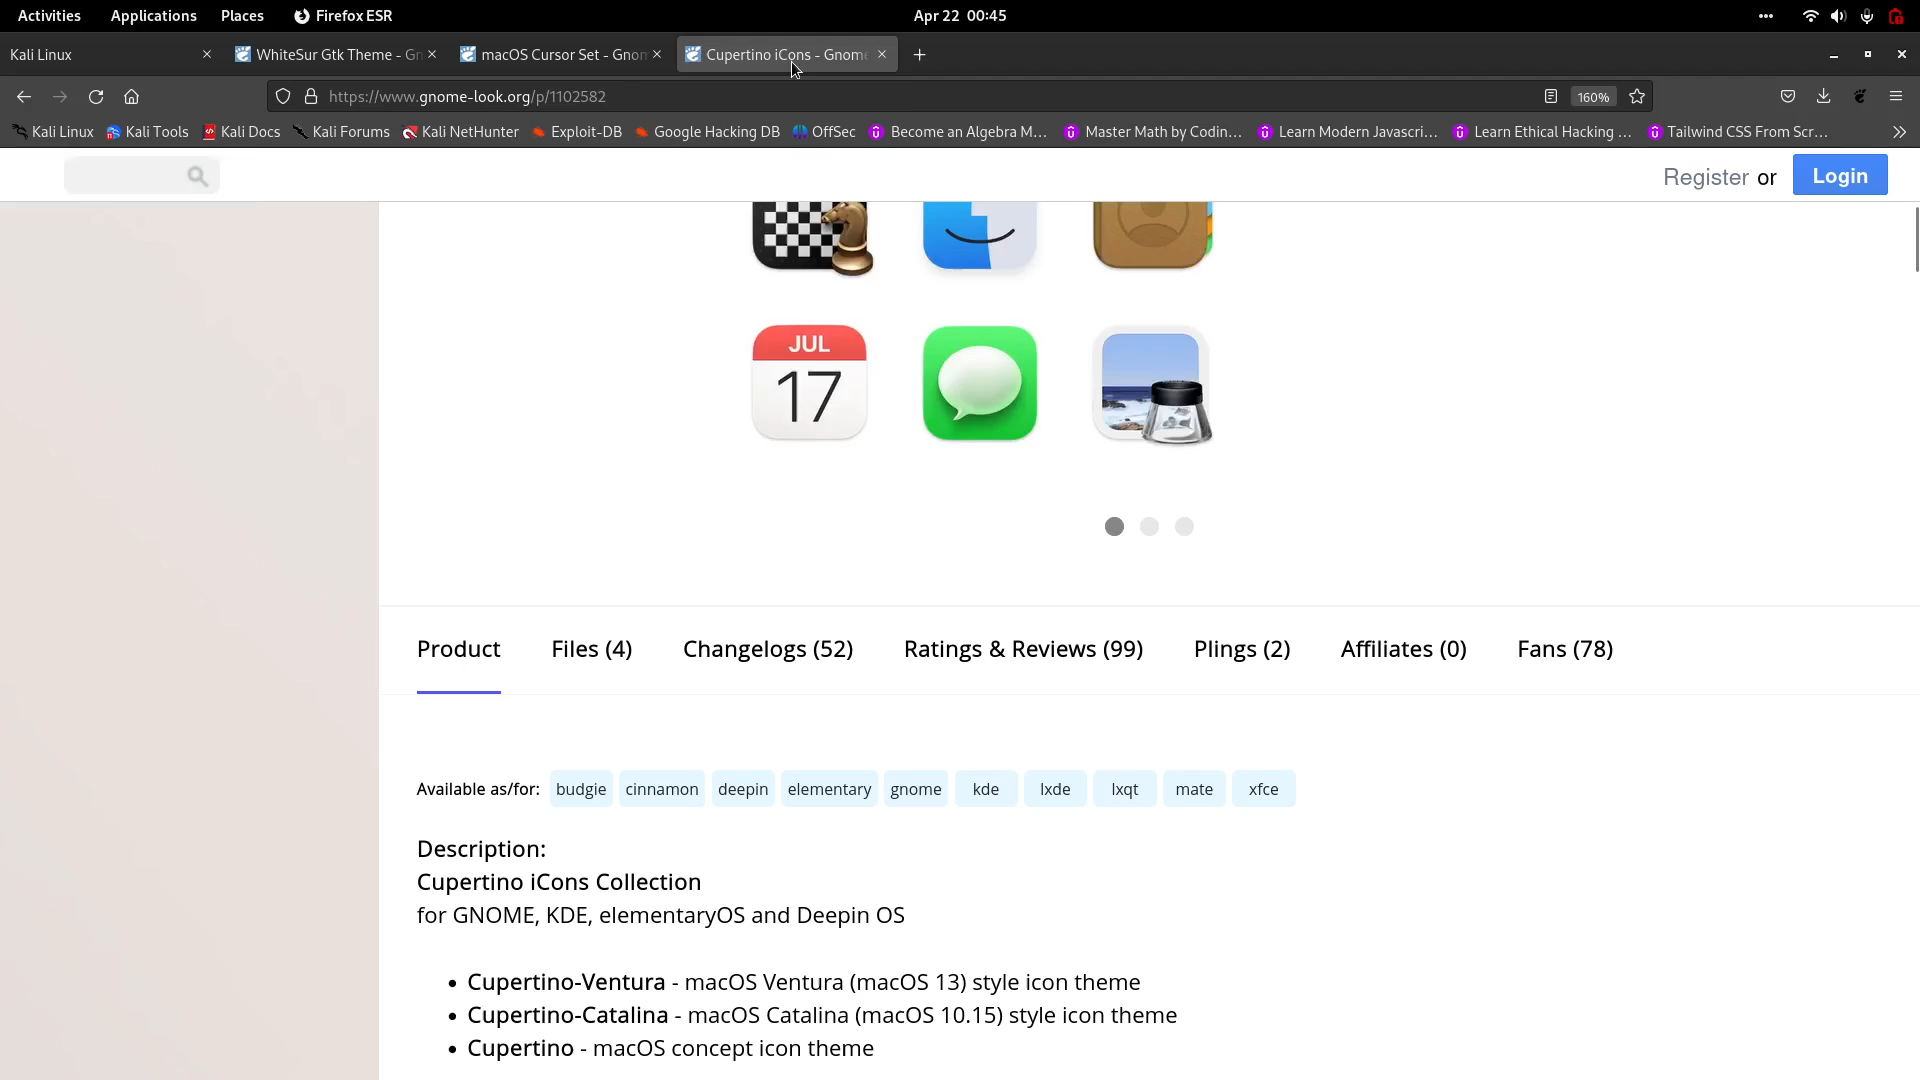 Activities Applications Places Firefox ESR Apr 22 00:45
Kali Linux WhiteSur Gtk Theme - Gn macOS Cursor Set - Gnon Cupertino iCons - Gnome
https://www.gnome-look.org/p/1102582 160%
Kali Linux Kali Tools Kali Docs Kali Forums Kali NetHunter Exploit-DB Google Hacking DB OffSec Become an Algebra M... Master Math by Codin... Learn Modern Javascri... Learn Ethical Hacking ... Tailwind CSS From Scr...
Register or Login
JUL
17
Product Files (4) Changelogs (52) Ratings & Reviews (99) Plings (2) Affiliates (0) Fans (78)
Available as/for: budgie cinnamon deepin elementary gnome kde lxde lxqt mate xfce
Description:
Cupertino iCons Collection
for GNOME, KDE, elementaryOS and Deepin OS
• Cupertino-Ventura - macOS Ventura (macOS 13) style icon theme
• Cupertino-Catalina - macOS Catalina (macOS 10.15) style icon theme
• Cupertino - macOS concept icon theme